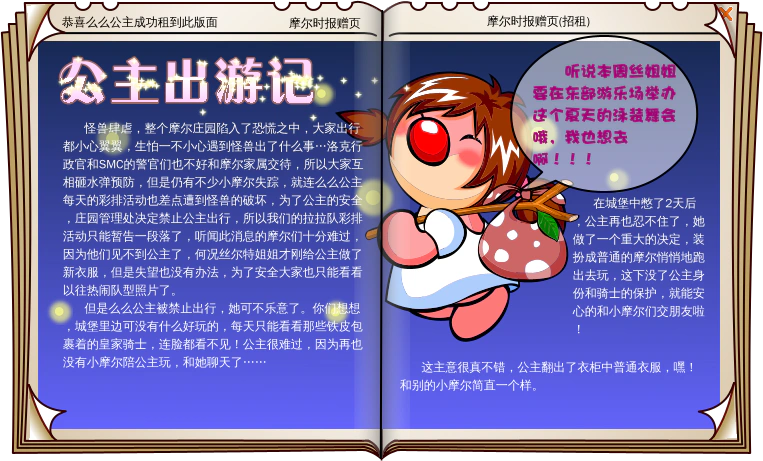 恭喜么么公主成功租到此版面
摩尔时报赠页
公主出游记
怪兽肆虐，整个摩尔庄园陷入了恐慌之中，大家出行
都小心翼翼，生怕一不小心遇到怪兽出了什么事…洛克行
政官和SMC的警官们也不好和摩尔家属交待，所以大家互
相砸水弹预防，但是仍有不少小摩尔失踪，就连么么公主
每天的彩排活动也差点遭到怪兽的破坏，为了公主的安全
，庄园管理处决定禁止公主出行，所以我们的拉拉队彩排
活动只能暂告一段落了，听闻此消息的摩尔们十分难过，
因为他们见不到公主了，何况丝尔特姐姐才刚给公主做了
新衣服，但是失望也没有办法，为了安全大家也只能看看
以往热闹队型照片了。
但是么么公主被禁止出行，她可不乐意了。你们想想
，城堡里边可没有什么好玩的，每天只能看看那些铁皮包
裹着的皇家骑士，连脸都看不见！公主很难过，因为再也
没有小摩尔陪公主玩，和她聊天了……
摩尔时报赠页(招租)
听说本周丝姐姐
要在东部游乐场举办
这个夏天的泳装舞会
哦，我也想去
啊！！！
在城堡中憋了2天后
，公主再也忍不住了，她
做了一个重大的决定，装
扮成普通的摩尔悄悄地跑
出去玩，这下没了公主身
份和骑士的保护，就能安
心的和小摩尔们交朋友啦
！
这主意很真不错，公主翻出了衣柜中普通衣服，嘿！
和别的小摩尔简直一个样。